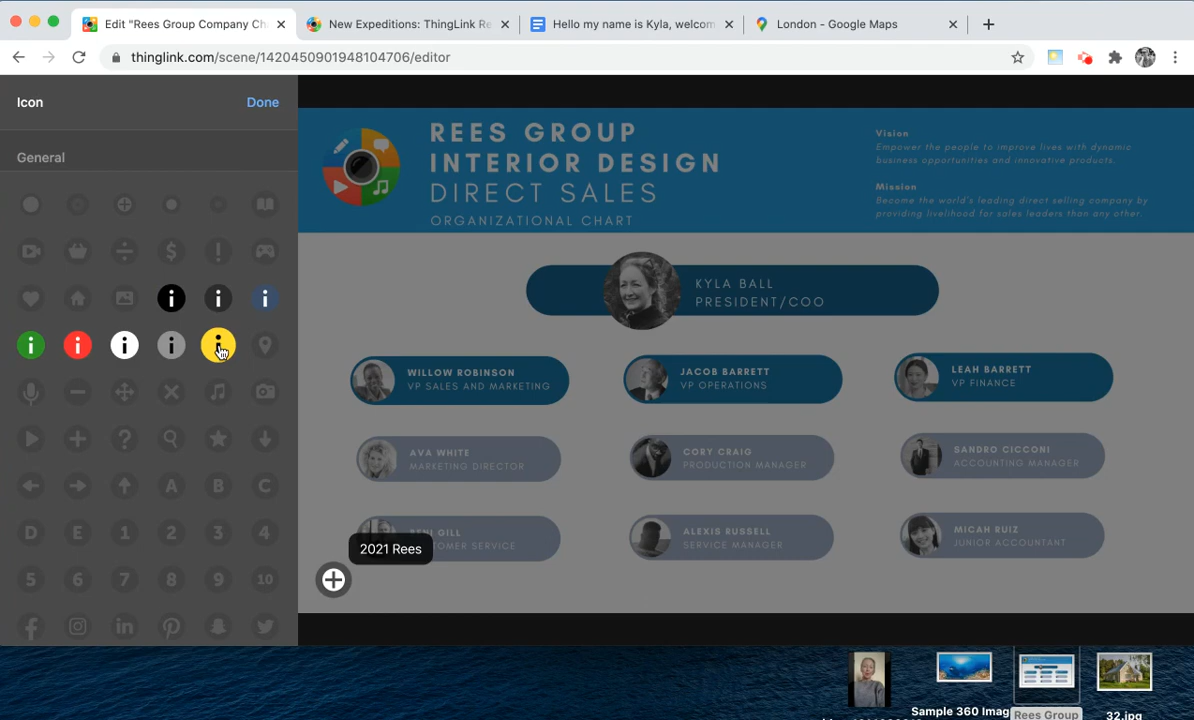 Edit "Rees Group Company Ch
New Expeditions: ThingLink Re
Hello my name is Kyla, welcom
London - Google Maps
thinglink.com/scene/1420450901948104706/editor
Icon
Done
General
REES GROUP
INTERIOR DESIGN
DIRECT SALES
ORGANIZATIONAL CHART
Vision
Empower the people to improve lives with dynamic
business opportunities and innovative products.
Mission
Become the world's leading direct selling company by
providing livelihood for sales leaders than any other.
KYLA BALL
PRESIDENT/COO
WILLOW ROBINSON
VP SALES AND MARKETING
JACOB BARRETT
VP OPERATIONS
LEAH BARRETT
VP FINANCE
AVA WHITE
MARKETING DIRECTOR
CORY CRAIG
PRODUCTION MANAGER
SANDRO CICCONI
ACCOUNTING MANAGER
GILL
TOMER SERVICE
ALEXIS RUSSELL
SERVICE MANAGER
MICAH RUIZ
JUNIOR ACCOUNTANT
2021 Rees
A B C
D E 1 2 3 4
5 6 7 8 9 10
Sample 360 Imag
Rees Group
32.jpg